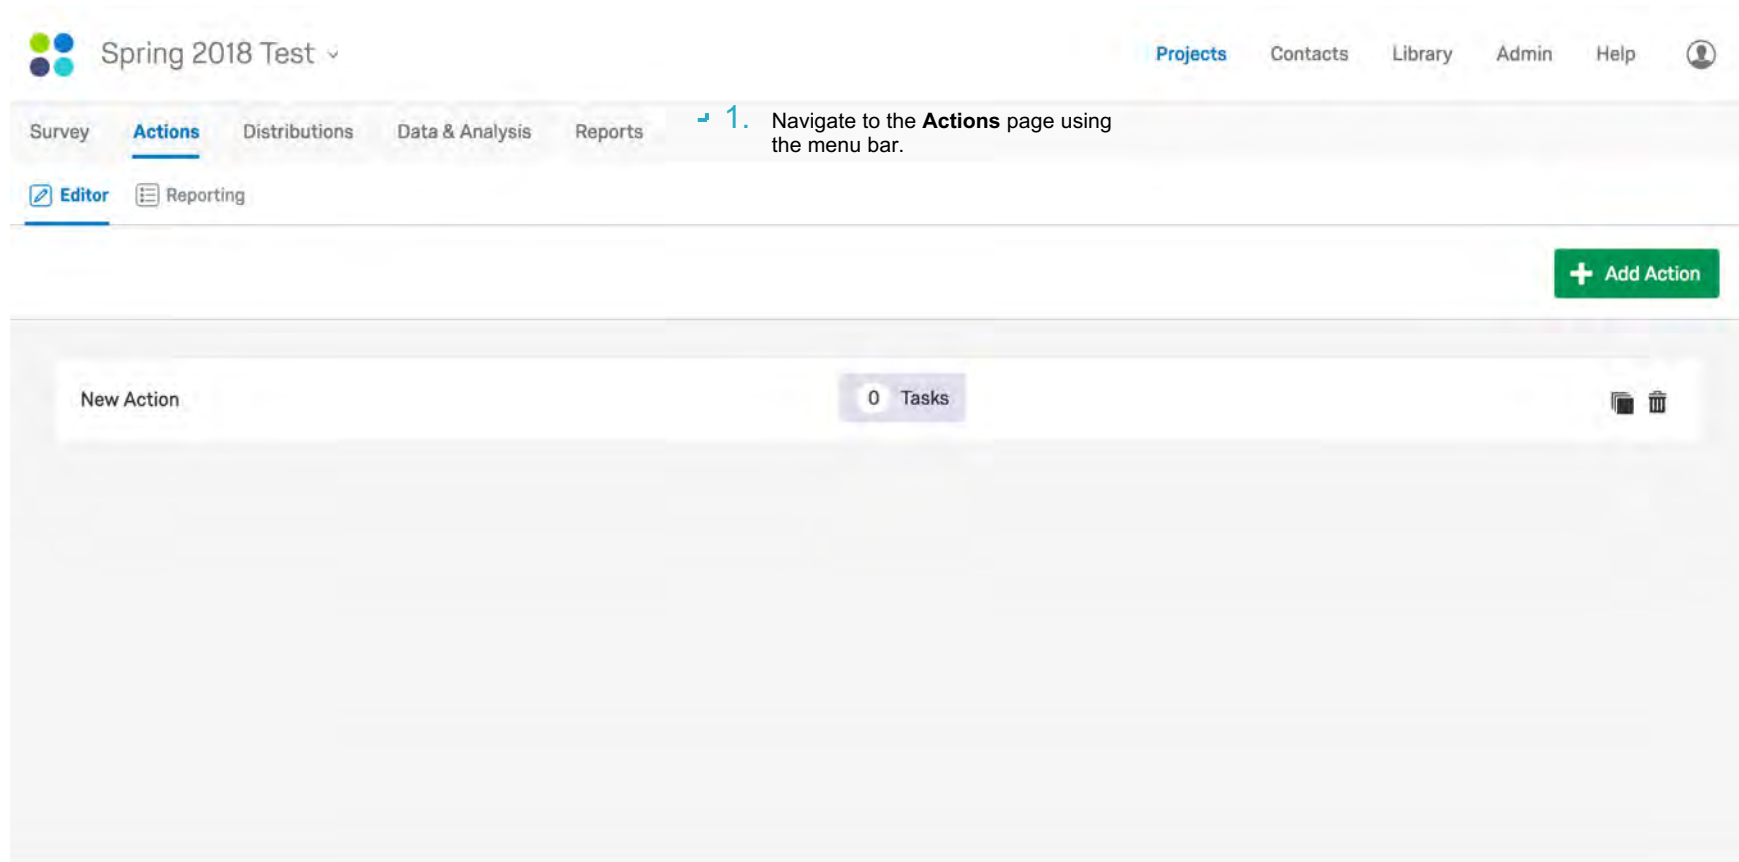 Spring 2018 Test
Projects Contacts Library Admin Help
Survey Actions Distributions Data & Analysis Reports
1. Navigate to the Actions page using
the menu bar.
Editor Reporting
Add Action
New Action 0 Tasks